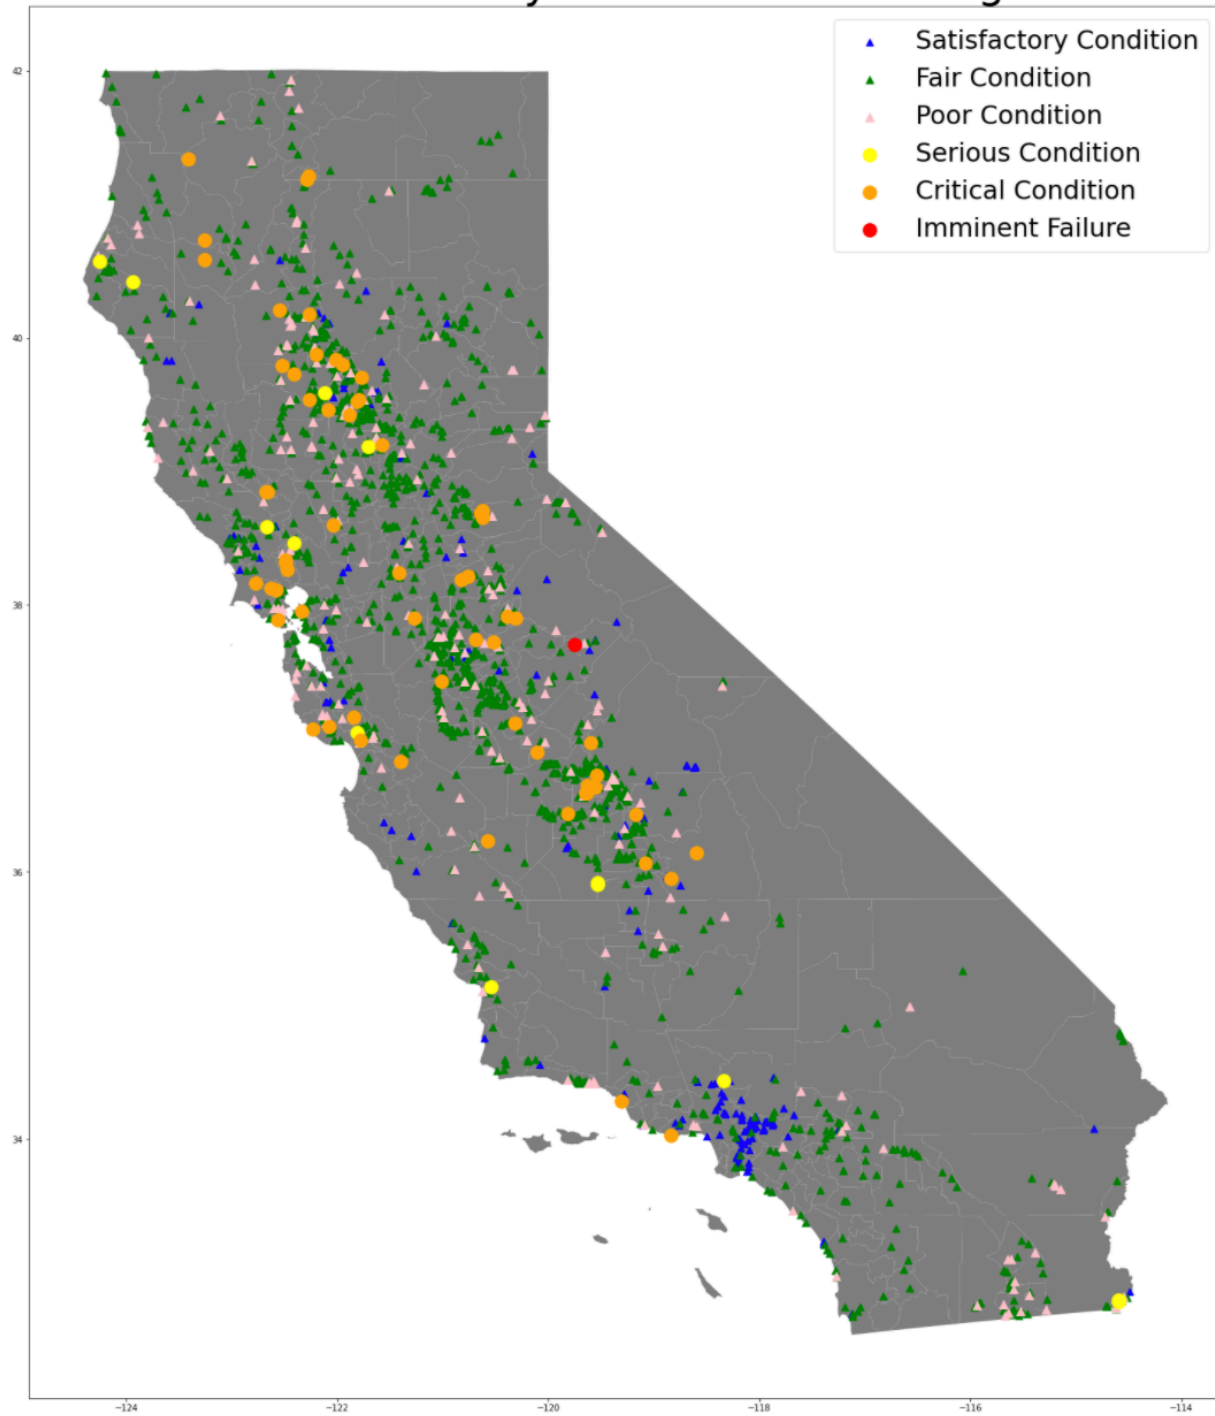 Satisfactory Condition
Fair Condition
Poor Condition
Serious Condition
Critical Condition
Imminent Failure
42
40
38
36
34
−124
−122
−120
−118
−116
−114